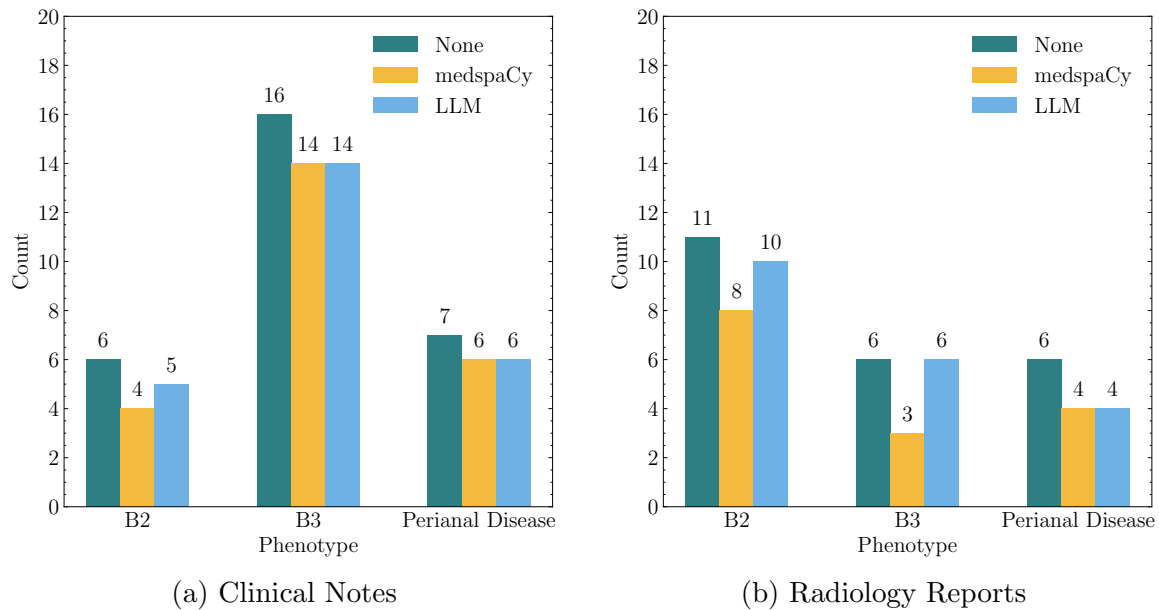 20
18
16
14
12
10
8
6
4
2
0
Count
None
medspaCy
LLM
6
4
5
16
14
14
7
6
6
B2
B3
Perianal Disease
Phenotype
(a) Clinical Notes
20
18
16
14
12
10
8
6
4
2
0
Count
None
medspaCy
LLM
11
8
10
6
3
6
6
4
4
B2
B3
Perianal Disease
Phenotype
(b) Radiology Reports